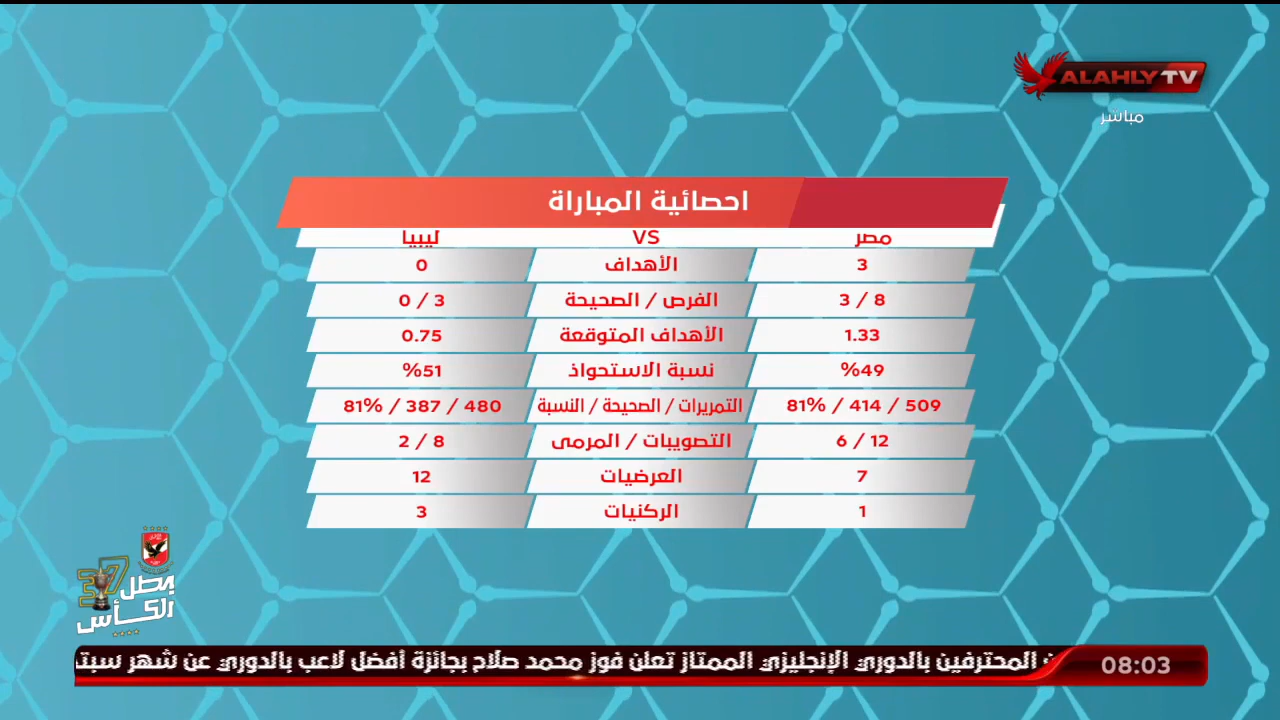 ALAHLY TV
مباشر
احصائية المباراة
مصر VS ليبيا
3 الأهداف 0
3 / 8 الفرص / الصحيحة 0 / 3
1.33 الأهداف المتوقعة 0.75
%49 نسبة الاستحواذ %51
81% / 414 / 509 التمريرات / الصحيحة / النسبة 81% / 387 / 480
6 / 12 التصويبات / المرمى 2 / 8
7 العرضيات 12
1 الركنيات 3
بطل 37
الكأس
08:03
المحترفين بالدوري الإنجليزي الممتاز تعلن فوز محمد صلاح بجائزة أفضل لاعب بالدوري عن شهر